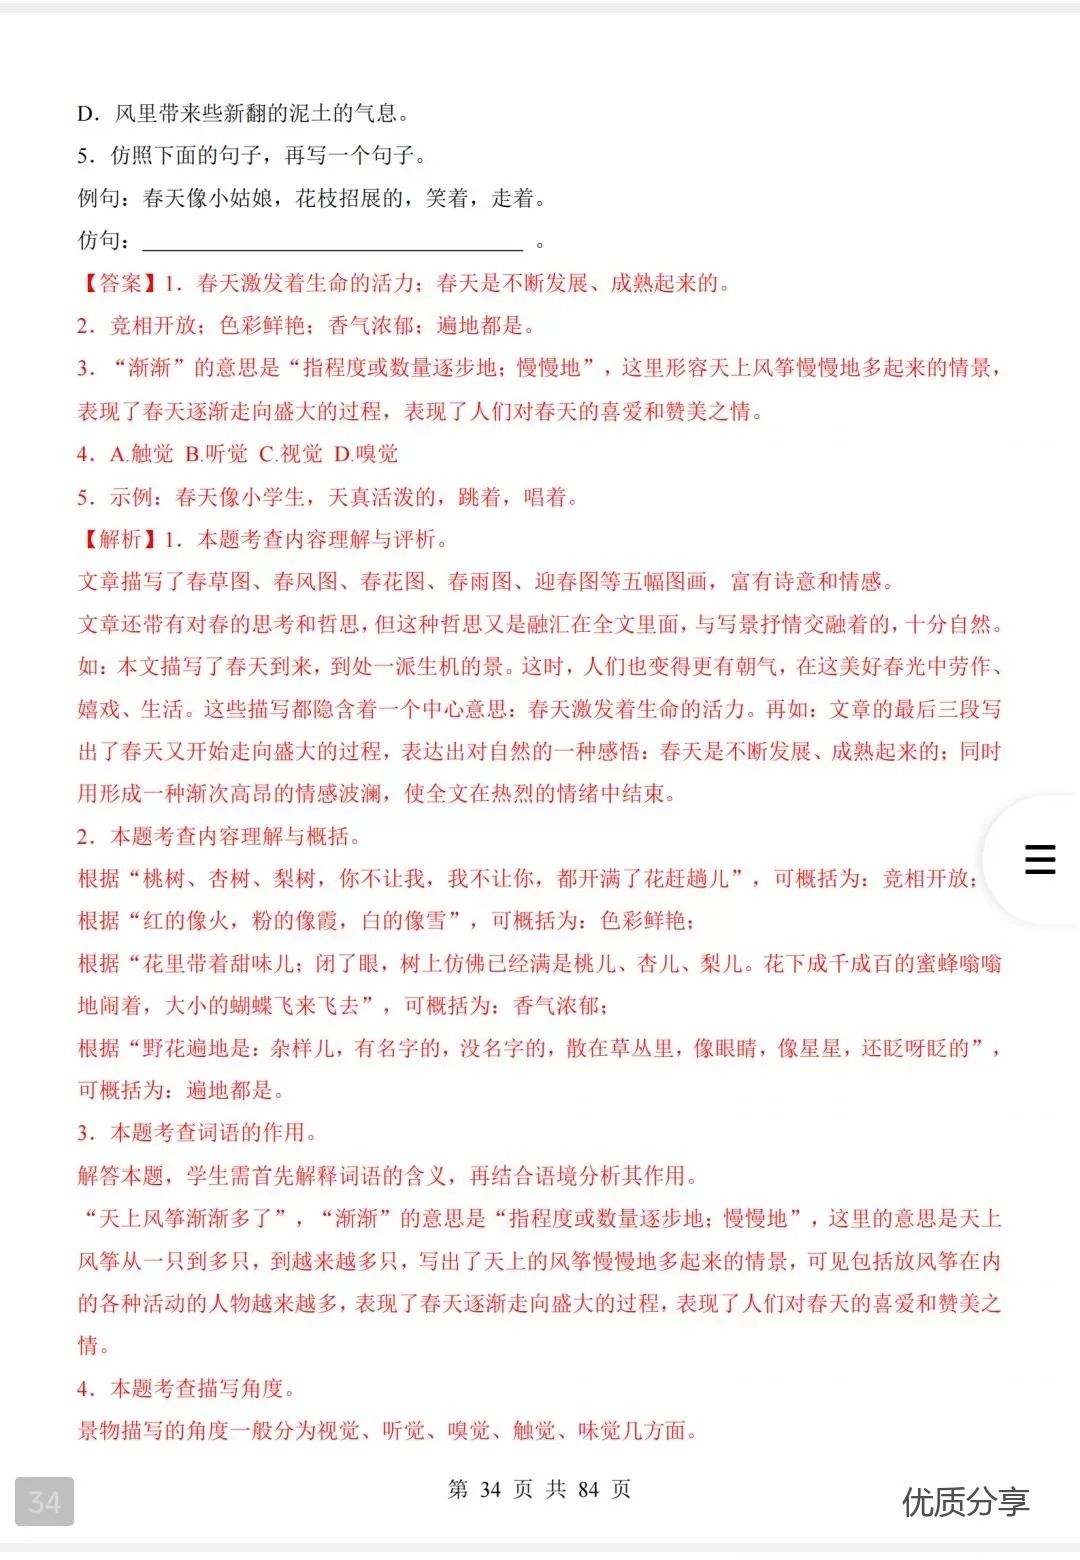 D．风里带来些新翻的泥土的气息。
5．仿照下面的句子，再写一个句子。
例句：春天像小姑娘，花枝招展的，笑着，走着。
仿句：____________________________________。
【答案】1．春天激发着生命的活力；春天是不断发展、成熟起来的。
2．竞相开放；色彩鲜艳；香气浓郁；遍地都是。
3．“渐渐”的意思是“指程度或数量逐步地；慢慢地”，这里形容天上风筝慢慢地多起来的情景，
表现了春天逐渐走向盛大的过程，表现了人们对春天的喜爱和赞美之情。
4．A.触觉 B.听觉 C.视觉 D.嗅觉
5．示例：春天像小学生，天真活泼的，跳着，唱着。
【解析】1．本题考查内容理解与评析。
文章描写了春草图、春风图、春花图、春雨图、迎春图等五幅图画，富有诗意和情感。
文章还带有对春的思考和哲思，但这种哲思又是融汇在全文里面，与写景抒情交融着的，十分自然。
如：本文描写了春天到来，到处一派生机的景。这时，人们也变得更有朝气，在这美好春光中劳作、
嬉戏、生活。这些描写都隐含着一个中心意思：春天激发着生命的活力。再如：文章的最后三段写
出了春天又开始走向盛大的过程，表达出对自然的一种感悟：春天是不断发展、成熟起来的；同时
用形成一种渐次高昂的情感波澜，使全文在热烈的情绪中结束。
2．本题考查内容理解与概括。
根据“桃树、杏树、梨树，你不让我，我不让你，都开满了花赶趟儿”，可概括为：竞相开放；
根据“红的像火，粉的像霞，白的像雪”，可概括为：色彩鲜艳；
根据“花里带着甜味儿；闭了眼，树上仿佛已经满是桃儿、杏儿、梨儿。花下成千成百的蜜蜂嗡嗡
地闹着，大小的蝴蝶飞来飞去”，可概括为：香气浓郁；
根据“野花遍地是：杂样儿，有名字的，没名字的，散在草丛里，像眼睛，像星星，还眨呀眨的”，
可概括为：遍地都是。
3．本题考查词语的作用。
解答本题，学生需首先解释词语的含义，再结合语境分析其作用。
“天上风筝渐渐多了”，“渐渐”的意思是“指程度或数量逐步地；慢慢地”，这里的意思是天上
风筝从一只到多只，到越来越多只，写出了天上的风筝慢慢地多起来的情景，可见包括放风筝在内
的各种活动的人物越来越多，表现了春天逐渐走向盛大的过程，表现了人们对春天的喜爱和赞美之
情。
4．本题考查描写角度。
景物描写的角度一般分为视觉、听觉、嗅觉、触觉、味觉几方面。
第 34 页 共 84 页
34
优质分享